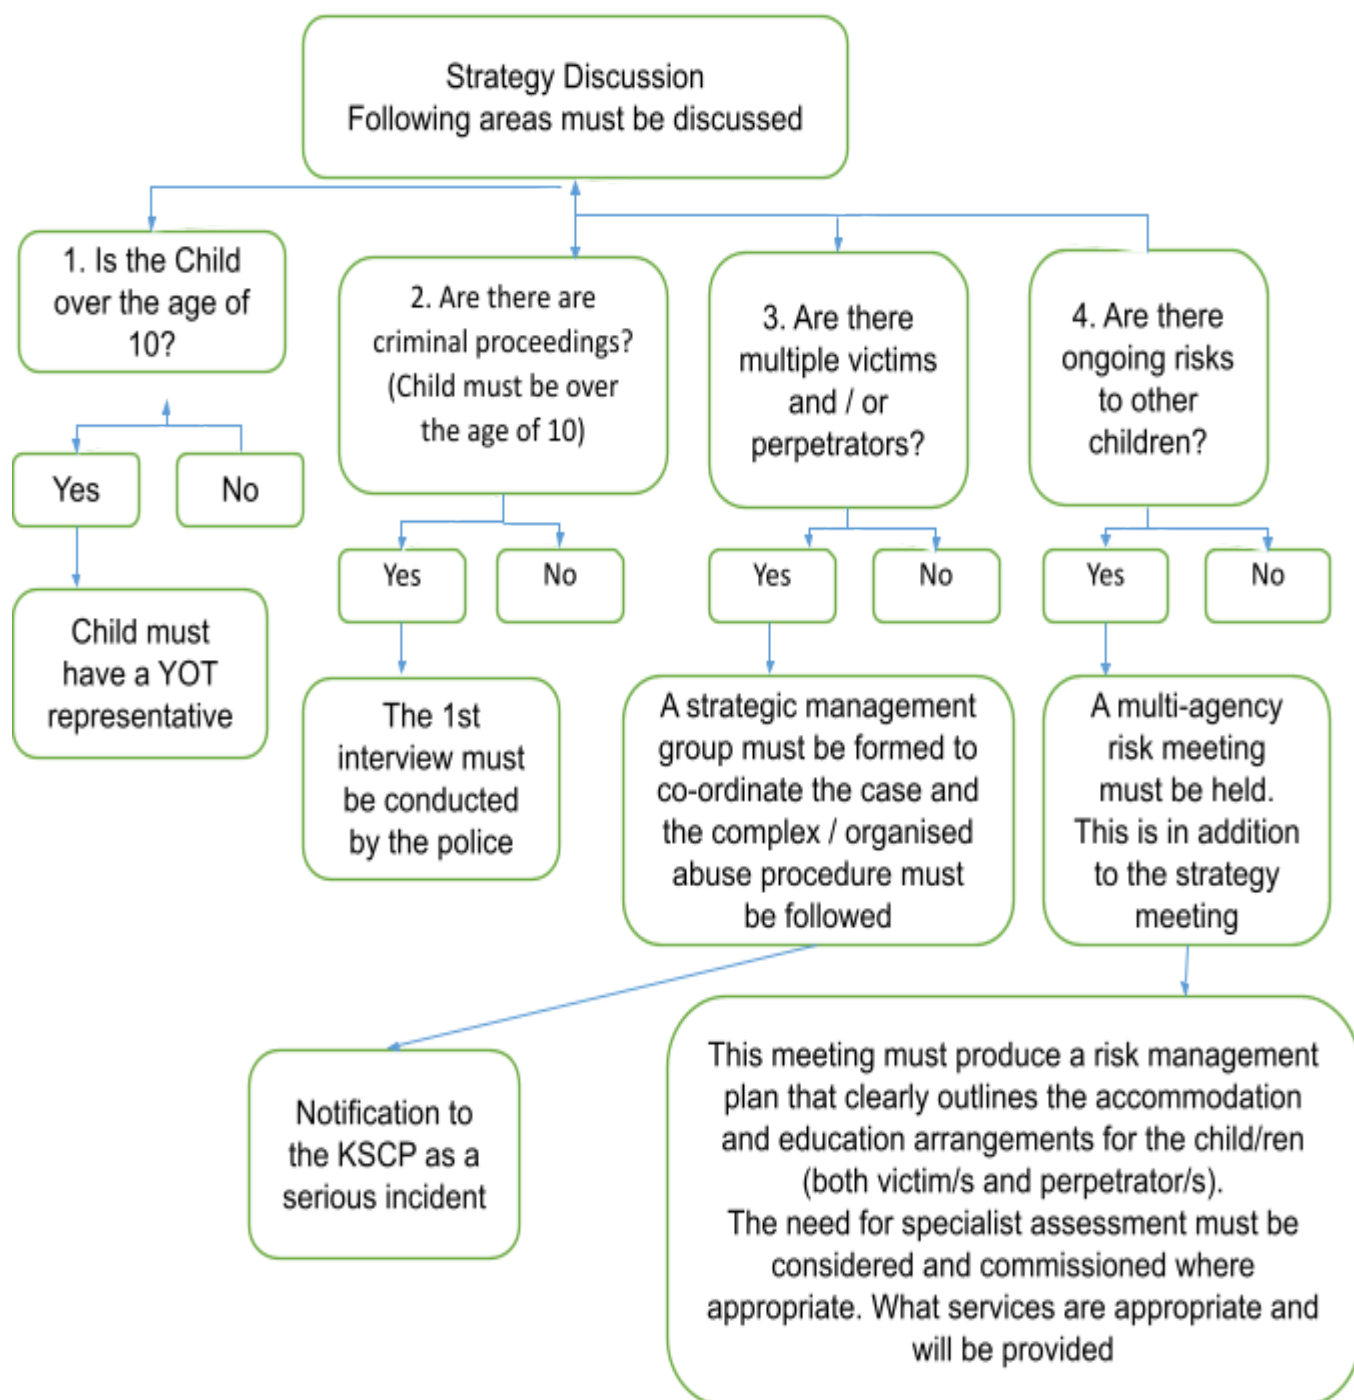 Strategy Discussion
Following areas must be discussed
1. Is the Child
over the age of
10?
Yes
No
Child must
have a YOT
representative
2. Are there are
criminal proceedings?
(Child must be over
the age of 10)
Yes
No
The 1st
interview must
be conducted
by the police
3. Are there
multiple victims
and / or
perpetrators?
Yes
No
A strategic management
group must be formed to
co-ordinate the case and
the complex / organised
abuse procedure must
be followed
Notification to
the KSCP as a
serious incident
4. Are there
ongoing risks
to other
children?
Yes
No
A multi-agency
risk meeting
must be held.
This is in addition
to the strategy
meeting
This meeting must produce a risk management
plan that clearly outlines the accommodation
and education arrangements for the child/ren
(both victim/s and perpetrator/s).
The need for specialist assessment must be
considered and commissioned where
appropriate. What services are appropriate and
will be provided